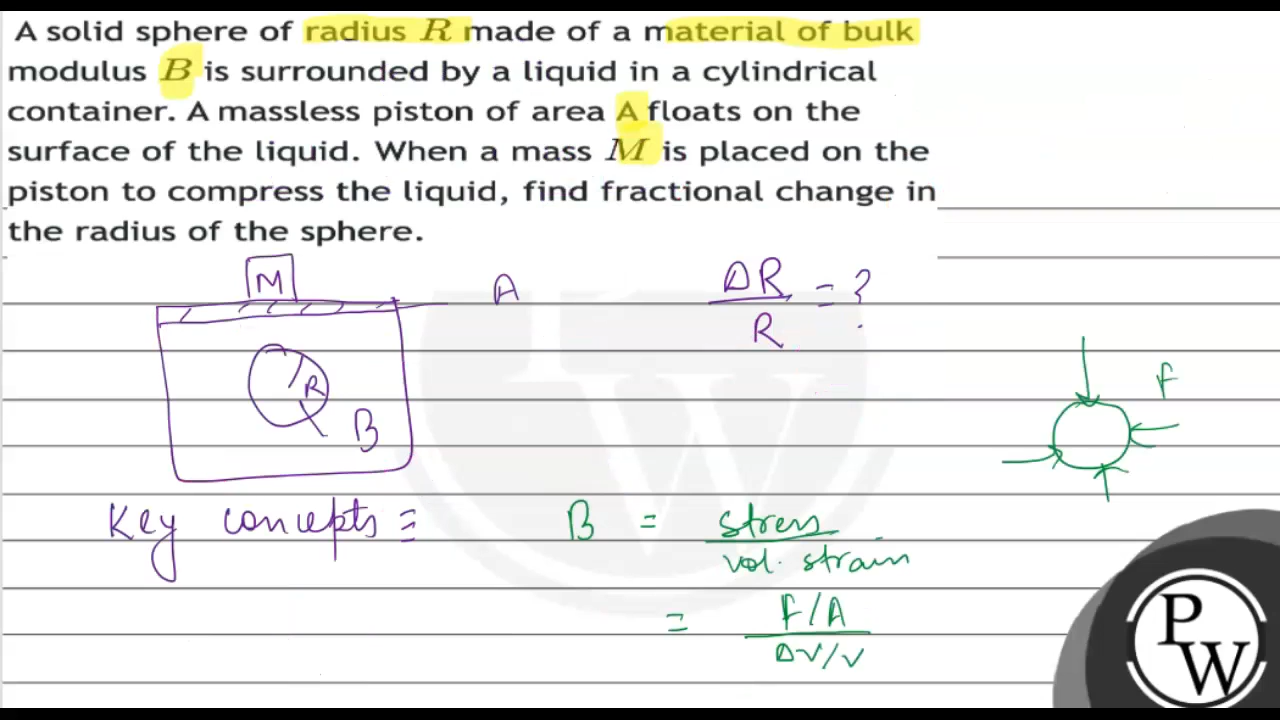 A solid sphere of radius R made of a material of bulk
modulus B is surrounded by a liquid in a cylindrical
container. A massless piston of area A floats on the
surface of the liquid. When a mass M is placed on the
piston to compress the liquid, find fractional change in
the radius of the sphere.
M
A
ΔR/R = ?
R
B
F
Key concepts =
B = stress/vol. strain
= F/A / ΔV/V
PW
PW